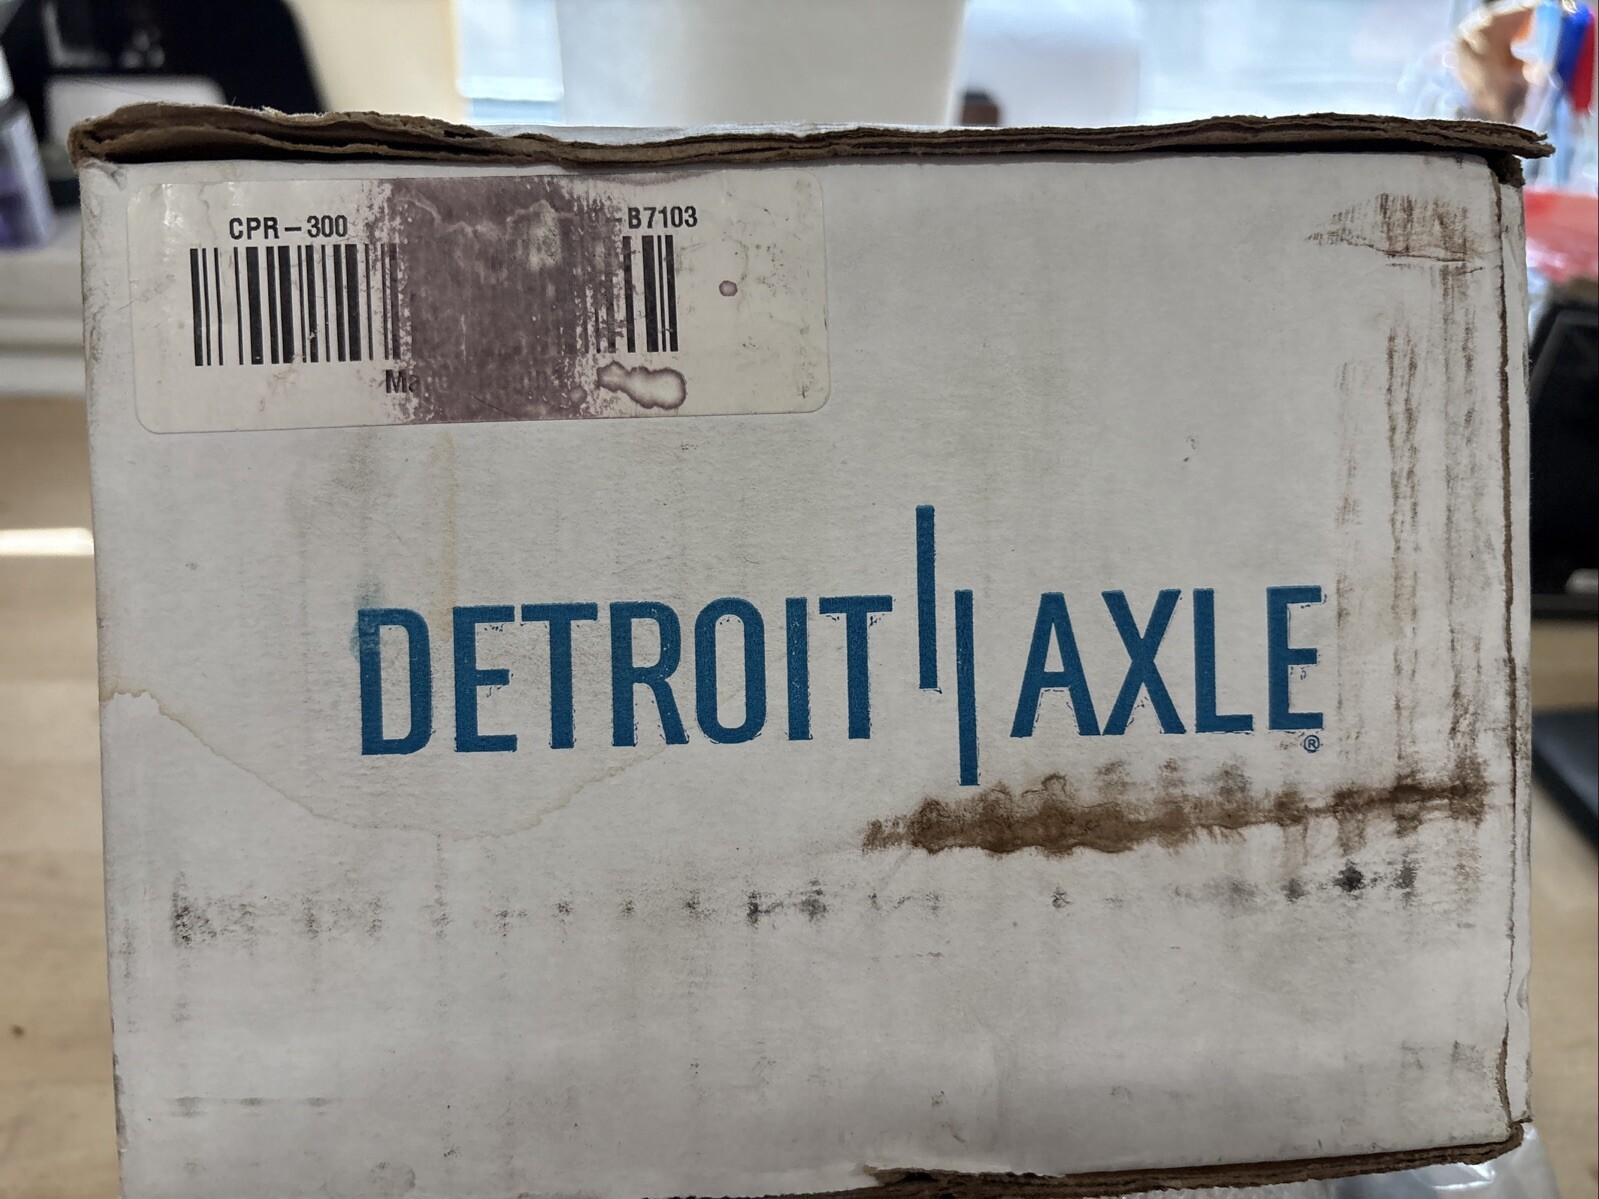 CPR-300
-B7103
DETROIT AXLE
®